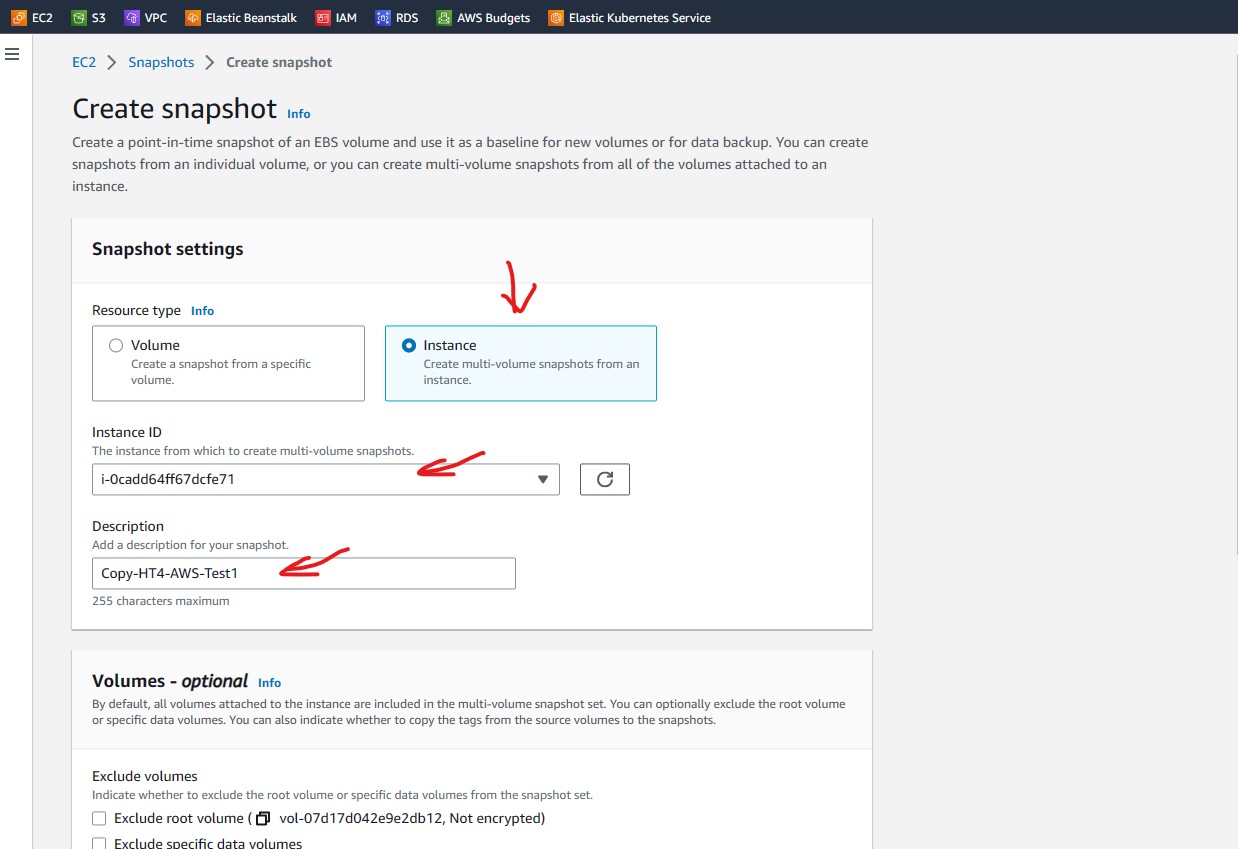 EC2 S3 VPC Elastic Beanstalk IAM RDS AWS Budgets Elastic Kubernetes Service
EC2 > Snapshots > Create snapshot
Create snapshot Info
Create a point-in-time snapshot of an EBS volume and use it as a baseline for new volumes or for data backup. You can create
snapshots from an individual volume, or you can create multi-volume snapshots from all of the volumes attached to an
instance.
Snapshot settings
Resource type Info
Volume
Create a snapshot from a specific
volume.
Instance
Create multi-volume snapshots from an
instance.
Instance ID
The instance from which to create multi-volume snapshots.
i-0cadd64ff67dcfe71
Description
Add a description for your snapshot.
Copy-HT4-AWS-Test1
255 characters maximum
Volumes - optional Info
By default, all volumes attached to the instance are included in the multi-volume snapshot set. You can optionally exclude the root volume
or specific data volumes. You can also indicate whether to copy the tags from the source volumes to the snapshots.
Exclude volumes
Indicate whether to exclude the root volume or specific data volumes from the snapshot set.
Exclude root volume ( vol-07d17d042e9e2db12, Not encrypted)
Exclude specific data volumes